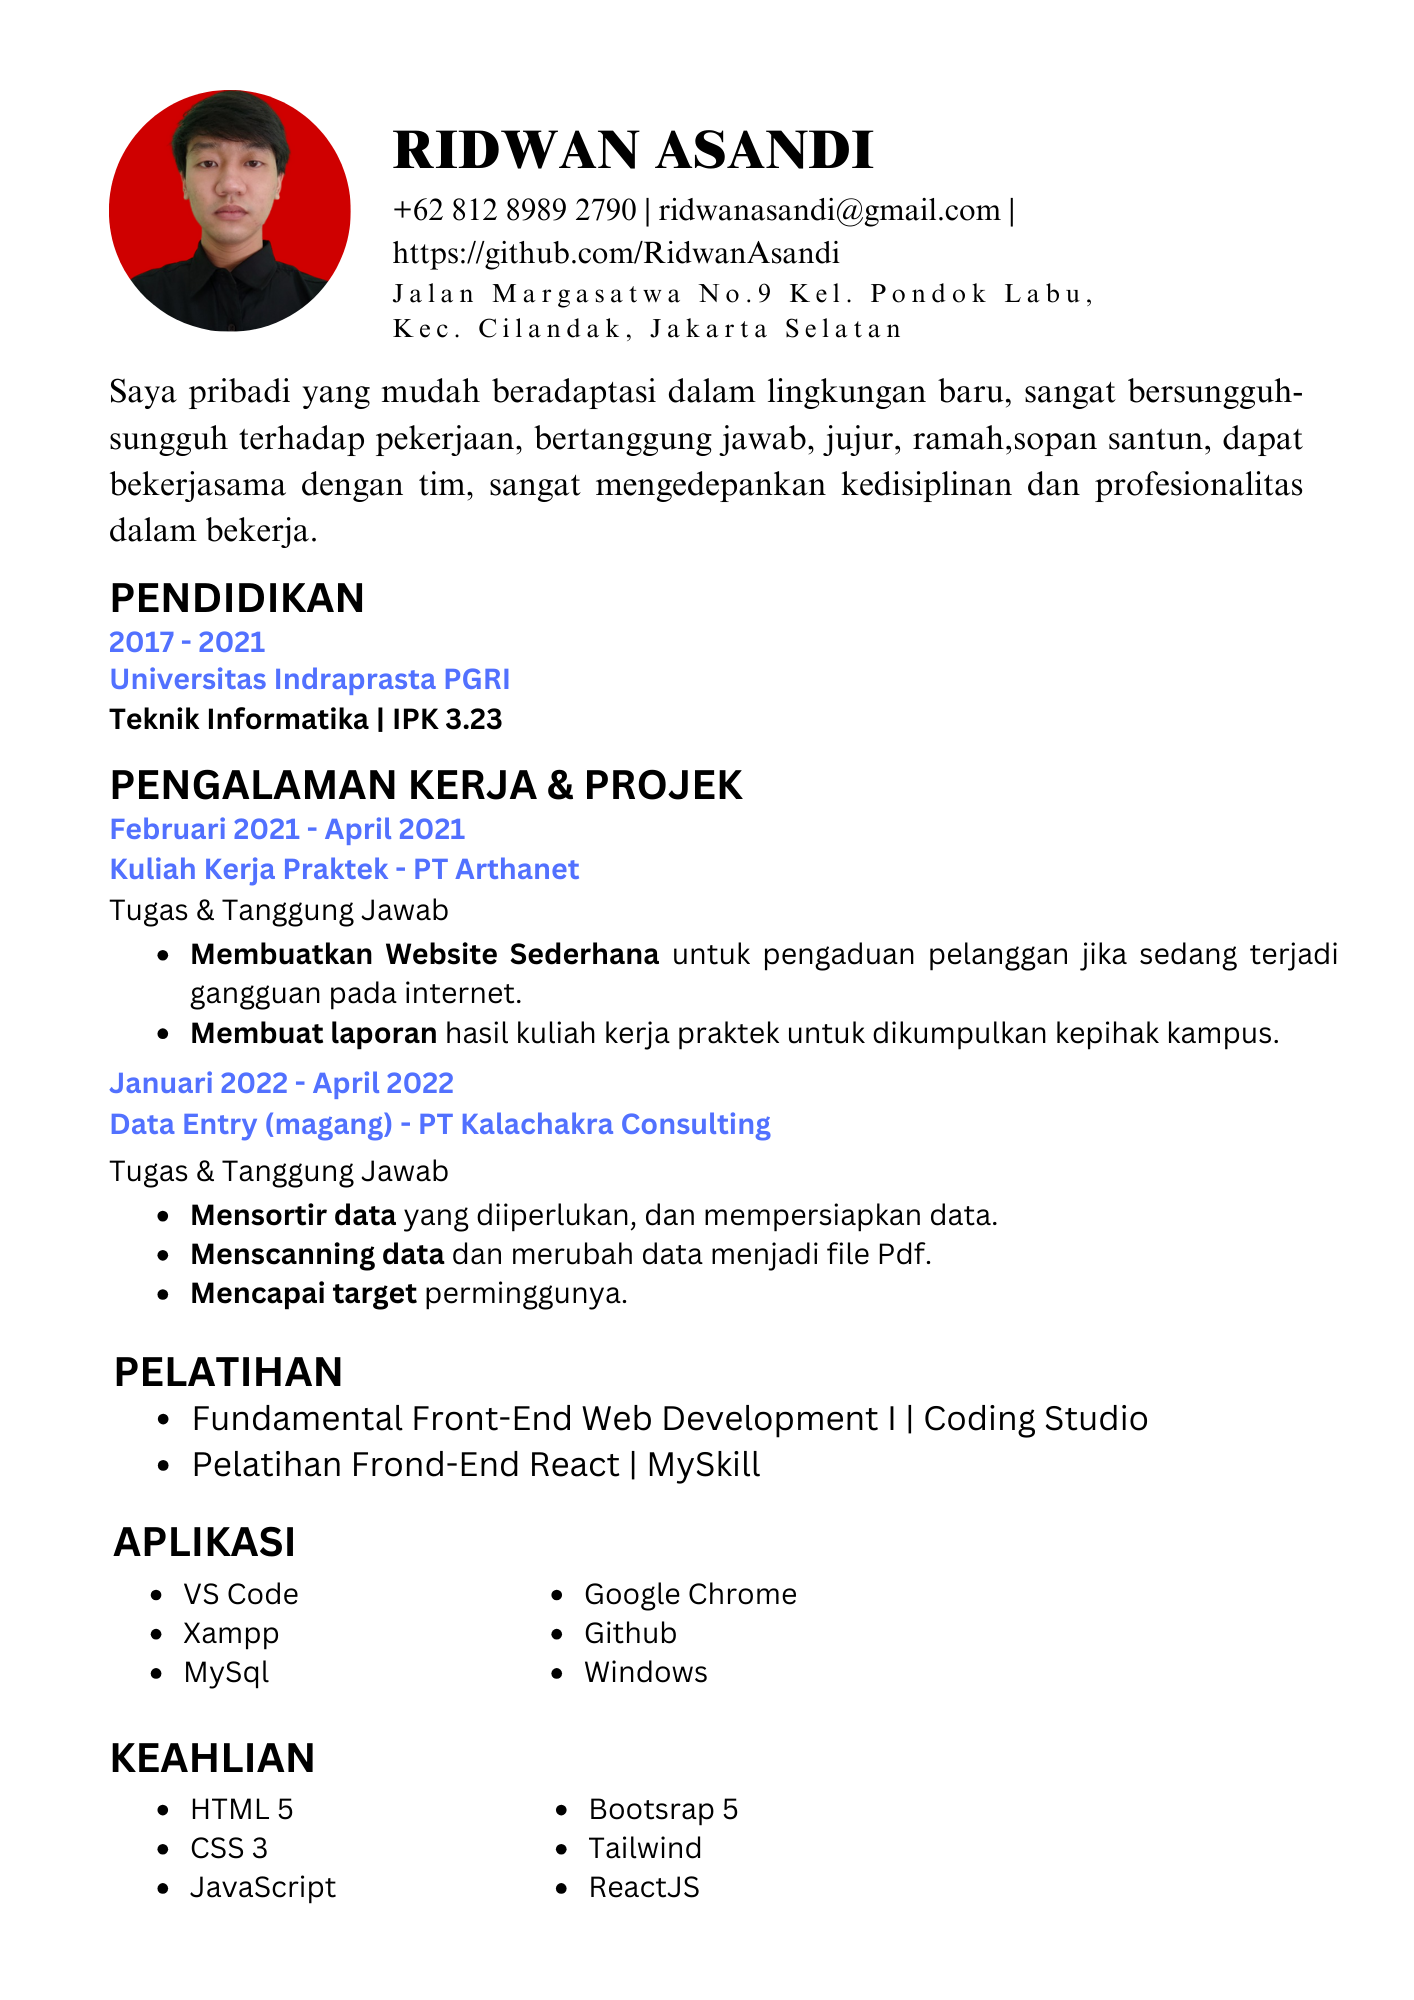 RIDWAN ASANDI
+62 812 8989 2790 | ridwanasandi@gmail.com |
https://github.com/RidwanAsandi
Jalan Margasatwa No.9 Kel. Pondok Labu,
Kec. Cilandak, Jakarta Selatan
Saya pribadi yang mudah beradaptasi dalam lingkungan baru, sangat bersungguh-
sungguh terhadap pekerjaan, bertanggung jawab, jujur, ramah,sopan santun, dapat
bekerjasama dengan tim, sangat mengedepankan kedisiplinan dan profesionalitas
dalam bekerja.
PENDIDIKAN
2017 - 2021
Universitas Indraprasta PGRI
Teknik Informatika | IPK 3.23
PENGALAMAN KERJA & PROJEK
Februari 2021 - April 2021
Kuliah Kerja Praktek - PT Arthanet
Tugas & Tanggung Jawab
• Membuatkan Website Sederhana untuk pengaduan pelanggan jika sedang terjadi
gangguan pada internet.
• Membuat laporan hasil kuliah kerja praktek untuk dikumpulkan kepihak kampus.
Januari 2022 - April 2022
Data Entry (magang) - PT Kalachakra Consulting
Tugas & Tanggung Jawab
• Mensortir data yang diiperlukan, dan mempersiapkan data.
• Menscanning data dan merubah data menjadi file Pdf.
• Mencapai target perminggunya.
PELATIHAN
• Fundamental Front-End Web Development I | Coding Studio
• Pelatihan Frond-End React | MySkill
APLIKASI
• VS Code
• Xampp
• MySql
• Google Chrome
• Github
• Windows
KEAHLIAN
• HTML 5
• CSS 3
• JavaScript
• Bootsrap 5
• Tailwind
• ReactJS